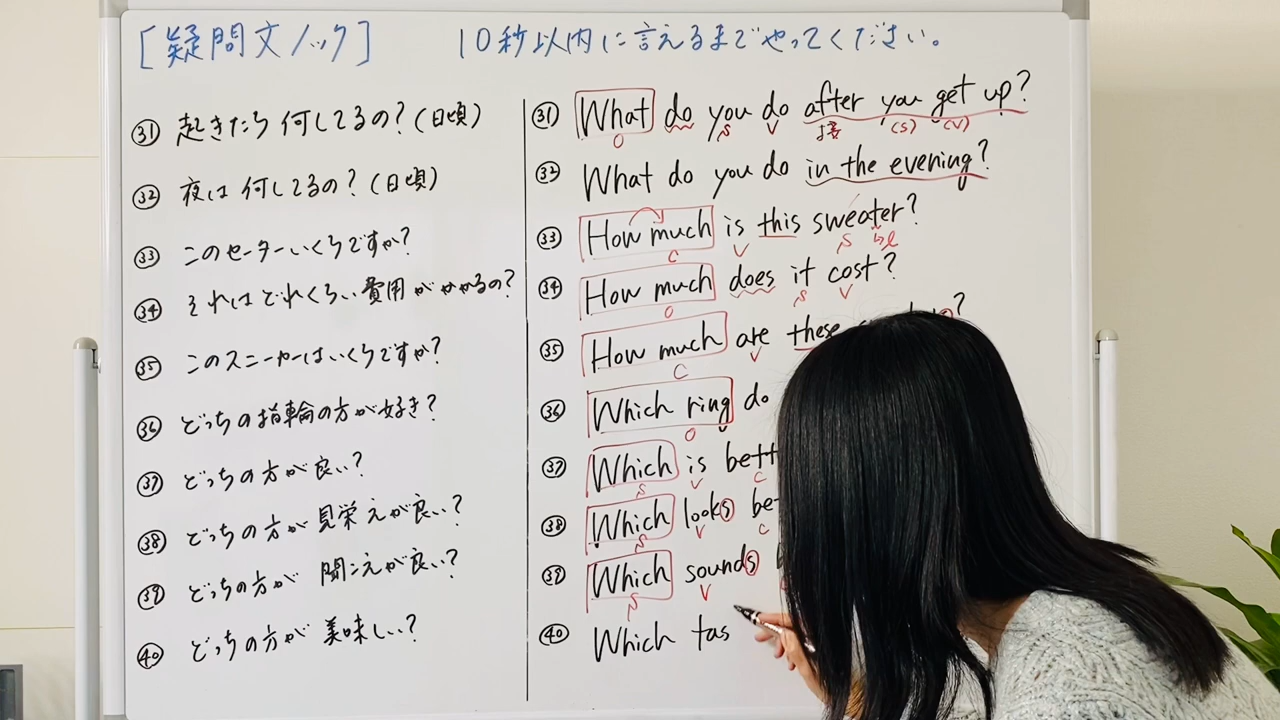 [疑問文ノック] 10秒以内に言えるまでやってください。
㉛ 起きたら何してるの?(日頃)
㉜ 夜は何してるの?(日頃)
㉝ このセーターいくらですか?
㉞ それはどれくらい費用がかかるの?
㉟ このスニーカーはいくらですか?
㊱ どっちの指輪の方が好き?
㊲ どっちの方が良い?
㊳ どっちの方が見栄えが良い?
㊴ どっちの方が聞こえが良い?
㊵ どっちの方が美味しい?
㉛ What do you do after you get up?
O S V 接 (S) (V)
㉜ What do you do in the evening?
㉝ How much is this sweater?
C V S
㉞ How much does it cost?
O S V
㉟ How much are these
C V
㊱ Which ring do
O
㊲ Which is bett
S V C
㊳ Which looks be
S V C
㊴ Which sounds
S V
㊵ Which tas